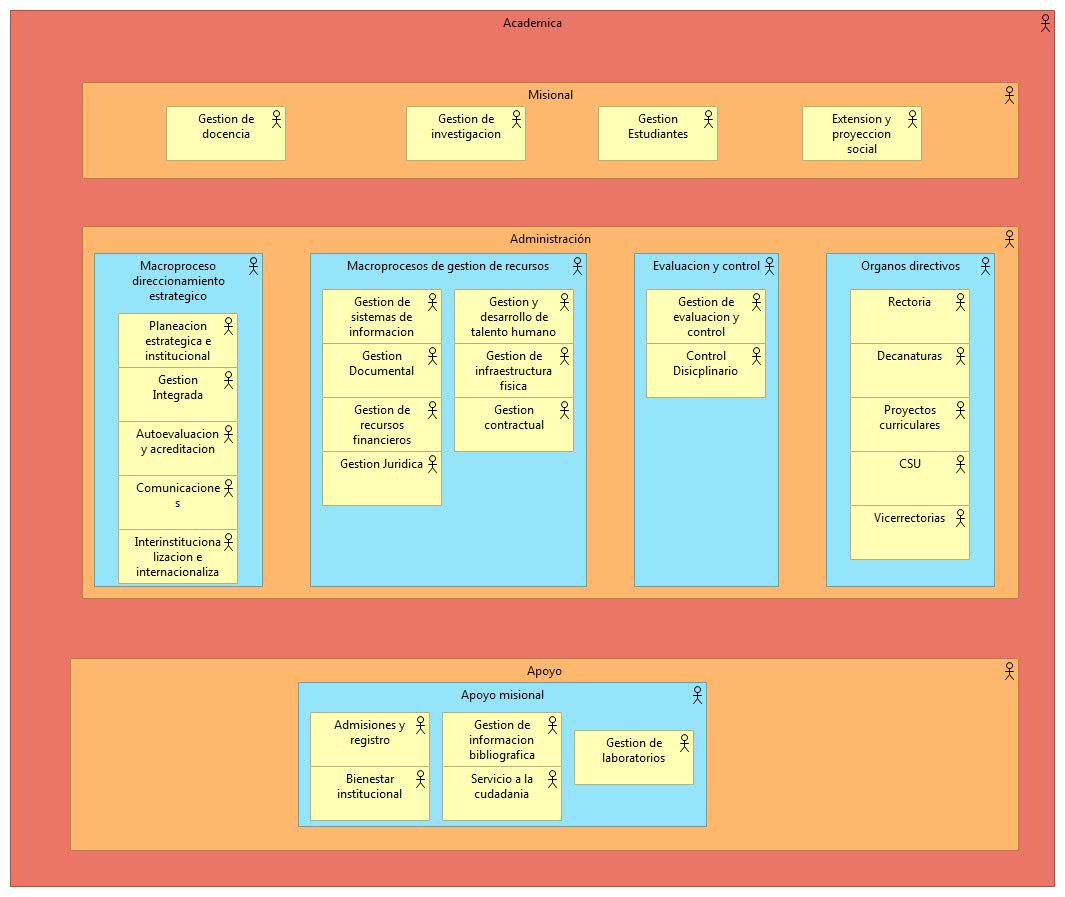 Academica
Misional
Gestion de
docencia
Gestion de
investigacion
Gestion
Estudiantes
Extension y
proyeccion
social
Administración
Macroproceso
direccionamiento
estrategico
Planeacion
estrategica e
institucional
Gestion
Integrada
Autoevaluacion
y acreditacion
Comunicacione
s
Interinstituciona
lizacion e
internacionaliza
Macroprocesos de gestion de recursos
Gestion de
sistemas de
informacion
Gestion
Documental
Gestion de
recursos
financieros
Gestion Juridica
Gestion y
desarrollo de
talento humano
Gestion de
infraestructura
fisica
Gestion
contractual
Evaluacion y control
Gestion de
evaluacion y
control
Control
Disicplinario
Organos directivos
Rectoria
Decanaturas
Proyectos
curriculares
CSU
Vicerrectorias
Apoyo
Apoyo misional
Admisiones y
registro
Bienestar
institucional
Gestion de
informacion
bibliografica
Servicio a la
cudadania
Gestion de
laboratorios